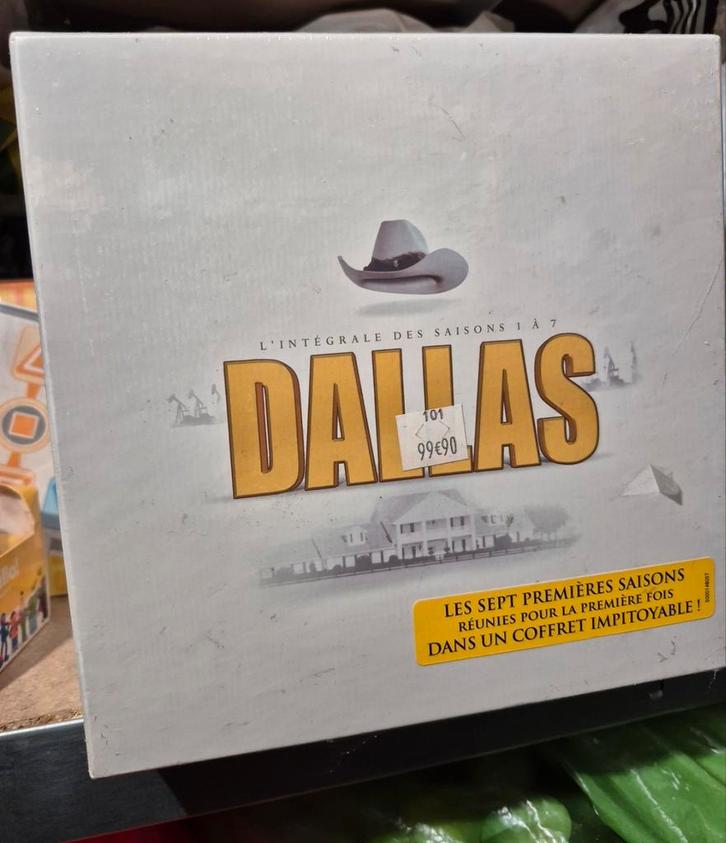 L'INTÉGRALE DES SAISONS 1 À 7
DALLAS
101
99€90
LES SEPT PREMIÈRES SAISONS
RÉUNIES POUR LA PREMIÈRE FOIS
DANS UN COFFRET IMPITOYABLE !